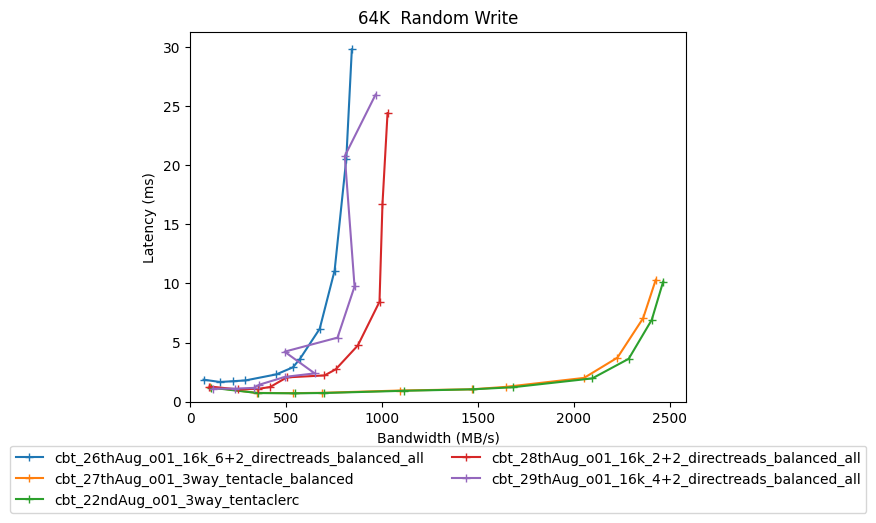 64K  Random Write
Latency (ms)
30
25
20
15
10
5
0
0 500 1000 1500 2000 2500
Bandwidth (MB/s)
cbt_26thAug_o01_16k_6+2_directreads_balanced_all
cbt_27thAug_o01_3way_tentacle_balanced
cbt_22ndAug_o01_3way_tentaclerc
cbt_28thAug_o01_16k_2+2_directreads_balanced_all
cbt_29thAug_o01_16k_4+2_directreads_balanced_all